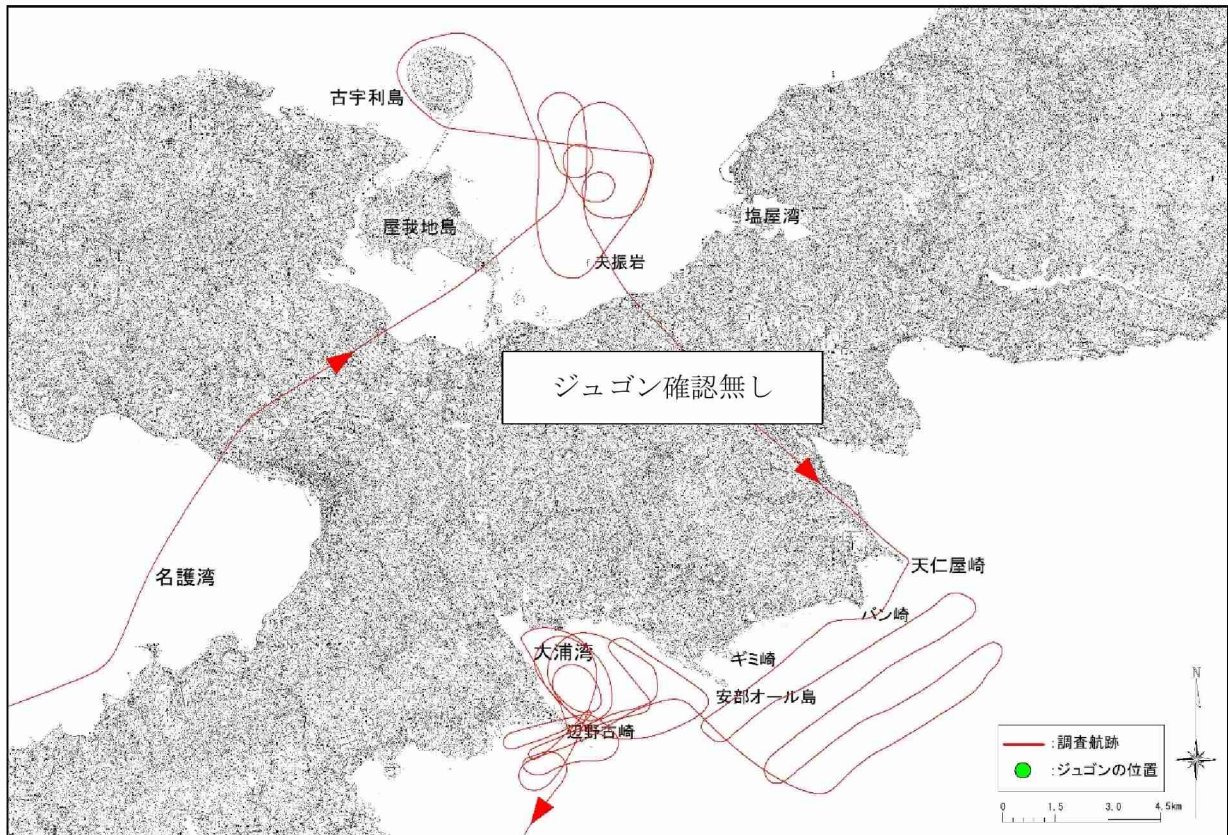 古宇利島
屋我地島
塩屋湾
夫振岩
ジュゴン確認無し
名護湾
天仁屋崎
バン崎
大浦湾
ギミ崎
安部オール島
辺野古崎
N
:調査航跡
:ジュゴンの位置
0 1.5 3.0 4.5km